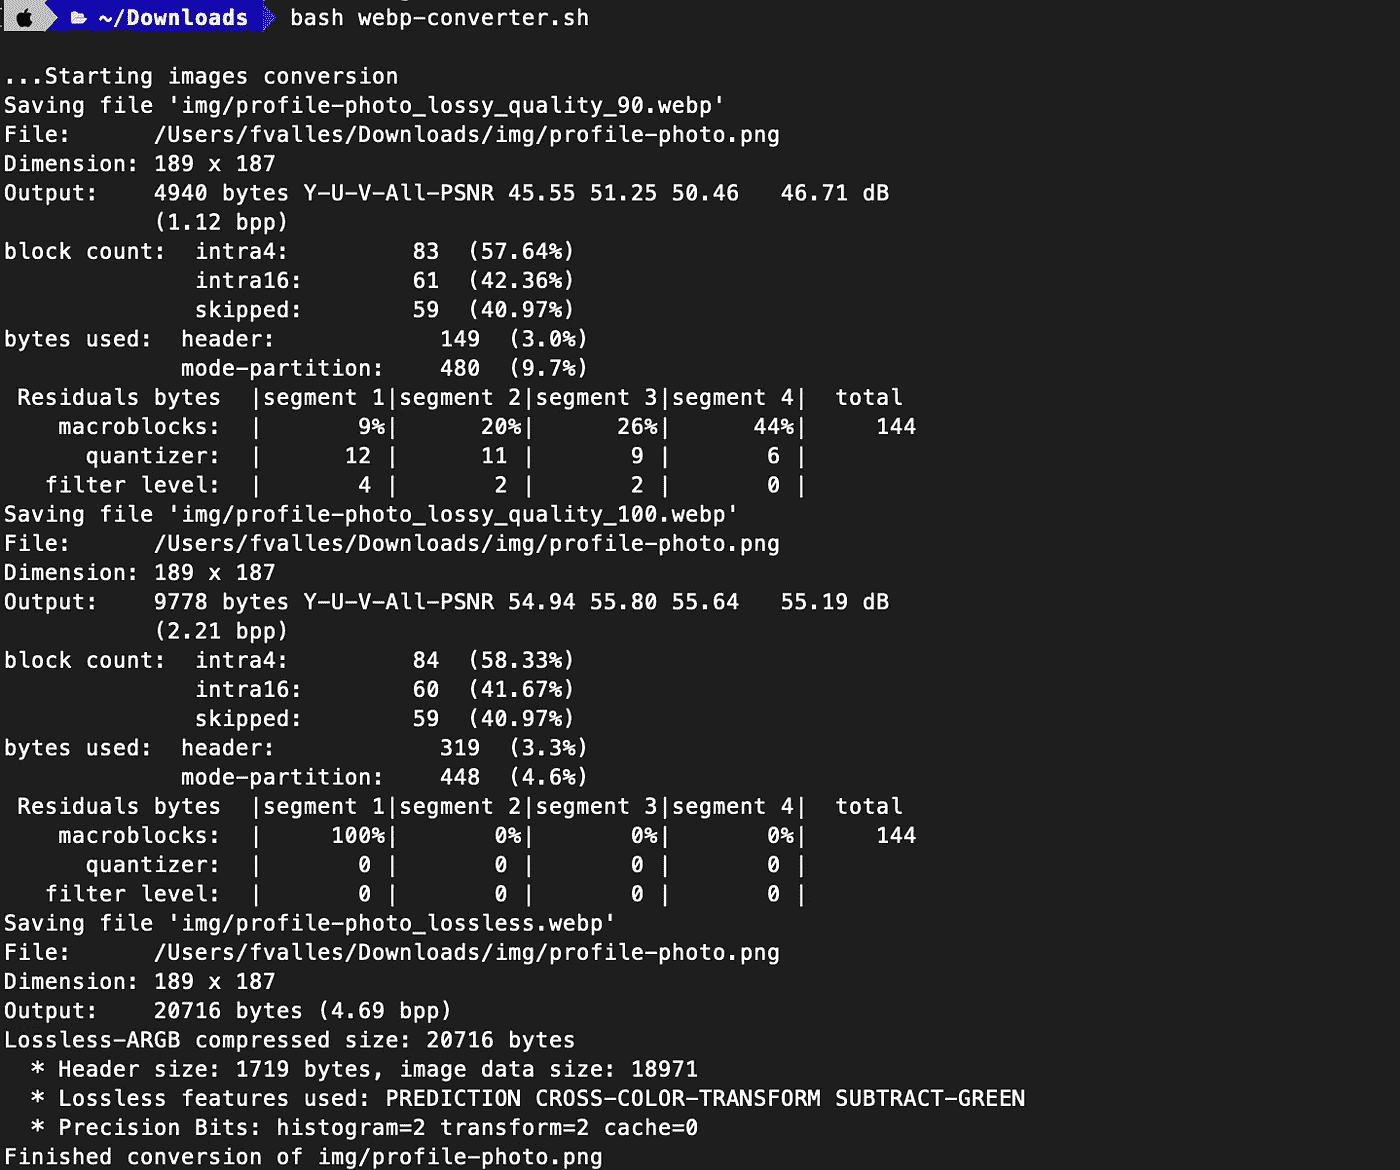 ~/Downloads bash webp-converter.sh
...Starting images conversion
Saving file 'img/profile-photo_lossy_quality_90.webp'
File:      /Users/fvalles/Downloads/img/profile-photo.png
Dimension: 189 x 187
Output:    4940 bytes Y-U-V-All-PSNR 45.55 51.25 50.46   46.71 dB
           (1.12 bpp)
block count:  intra4:         83  (57.64%)
              intra16:        61  (42.36%)
              skipped:        59  (40.97%)
bytes used:  header:            149  (3.0%)
             mode-partition:    480  (9.7%)
 Residuals bytes  |segment 1|segment 2|segment 3|segment 4|  total
    macroblocks:  |       9%|      20%|      26%|      44%|     144
      quantizer:  |      12 |      11 |       9 |       6 |
   filter level:  |       4 |       2 |       2 |       0 |
Saving file 'img/profile-photo_lossy_quality_100.webp'
File:      /Users/fvalles/Downloads/img/profile-photo.png
Dimension: 189 x 187
Output:    9778 bytes Y-U-V-All-PSNR 54.94 55.80 55.64   55.19 dB
           (2.21 bpp)
block count:  intra4:         84  (58.33%)
              intra16:        60  (41.67%)
              skipped:        59  (40.97%)
bytes used:  header:            319  (3.3%)
             mode-partition:    448  (4.6%)
 Residuals bytes  |segment 1|segment 2|segment 3|segment 4|  total
    macroblocks:  |     100%|       0%|       0%|       0%|     144
      quantizer:  |       0 |       0 |       0 |       0 |
   filter level:  |       0 |       0 |       0 |       0 |
Saving file 'img/profile-photo_lossless.webp'
File:      /Users/fvalles/Downloads/img/profile-photo.png
Dimension: 189 x 187
Output:    20716 bytes (4.69 bpp)
Lossless-ARGB compressed size: 20716 bytes
  * Header size: 1719 bytes, image data size: 18971
  * Lossless features used: PREDICTION CROSS-COLOR-TRANSFORM SUBTRACT-GREEN
  * Precision Bits: histogram=2 transform=2 cache=0
Finished conversion of img/profile-photo.png